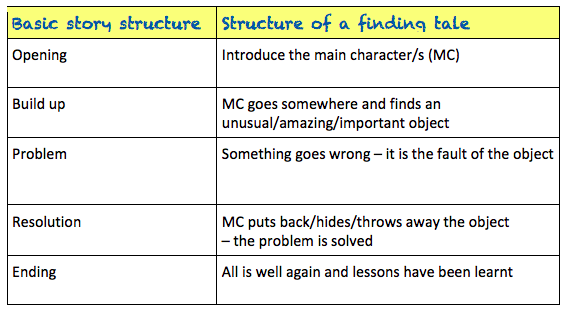 Basic story structure Structure of a finding tale
Opening Introduce the main character/s (MC)
Build up MC goes somewhere and finds an
unusual/amazing/important object
Problem Something goes wrong – it is the fault of the object
Resolution MC puts back/hides/throws away the object
– the problem is solved
Ending All is well again and lessons have been learnt